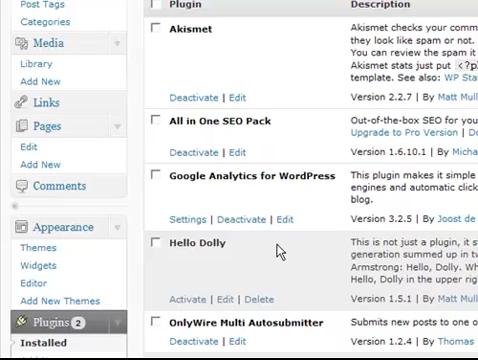 Post Tags
Categories
Media
Library
Add New
Links
Pages
Edit
Add New
Comments
Appearance
Themes
Widgets
Editor
Add New Themes
Plugins 2
Installed
Plugin Description
Akismet
Akismet checks your comm
they look like spam or not.
You can review the spam it
Akismet stats just put <?p
template. See also: WP Sta
Deactivate | Edit
Version 2.2.7 | By Matt Mull
All in One SEO Pack
Out-of-the-box SEO for you
Upgrade to Pro Version | D
Deactivate | Edit
Version 1.6.10.1 | By Micha
Google Analytics for WordPress
This plugin makes it simple
engines and automatic click
blog.
Settings | Deactivate | Edit
Version 3.2.5 | By Joost de
Hello Dolly
This is not just a plugin, it s
generation summed up in tw
Armstrong: Hello, Dolly. Wh
Hello, Dolly in the upper rig
Activate | Edit | Delete
Version 1.5.1 | By Matt Mull
OnlyWire Multi Autosubmitter
Submits new posts to one o
Deactivate | Edit
Version 1.2.4 | By Thomas